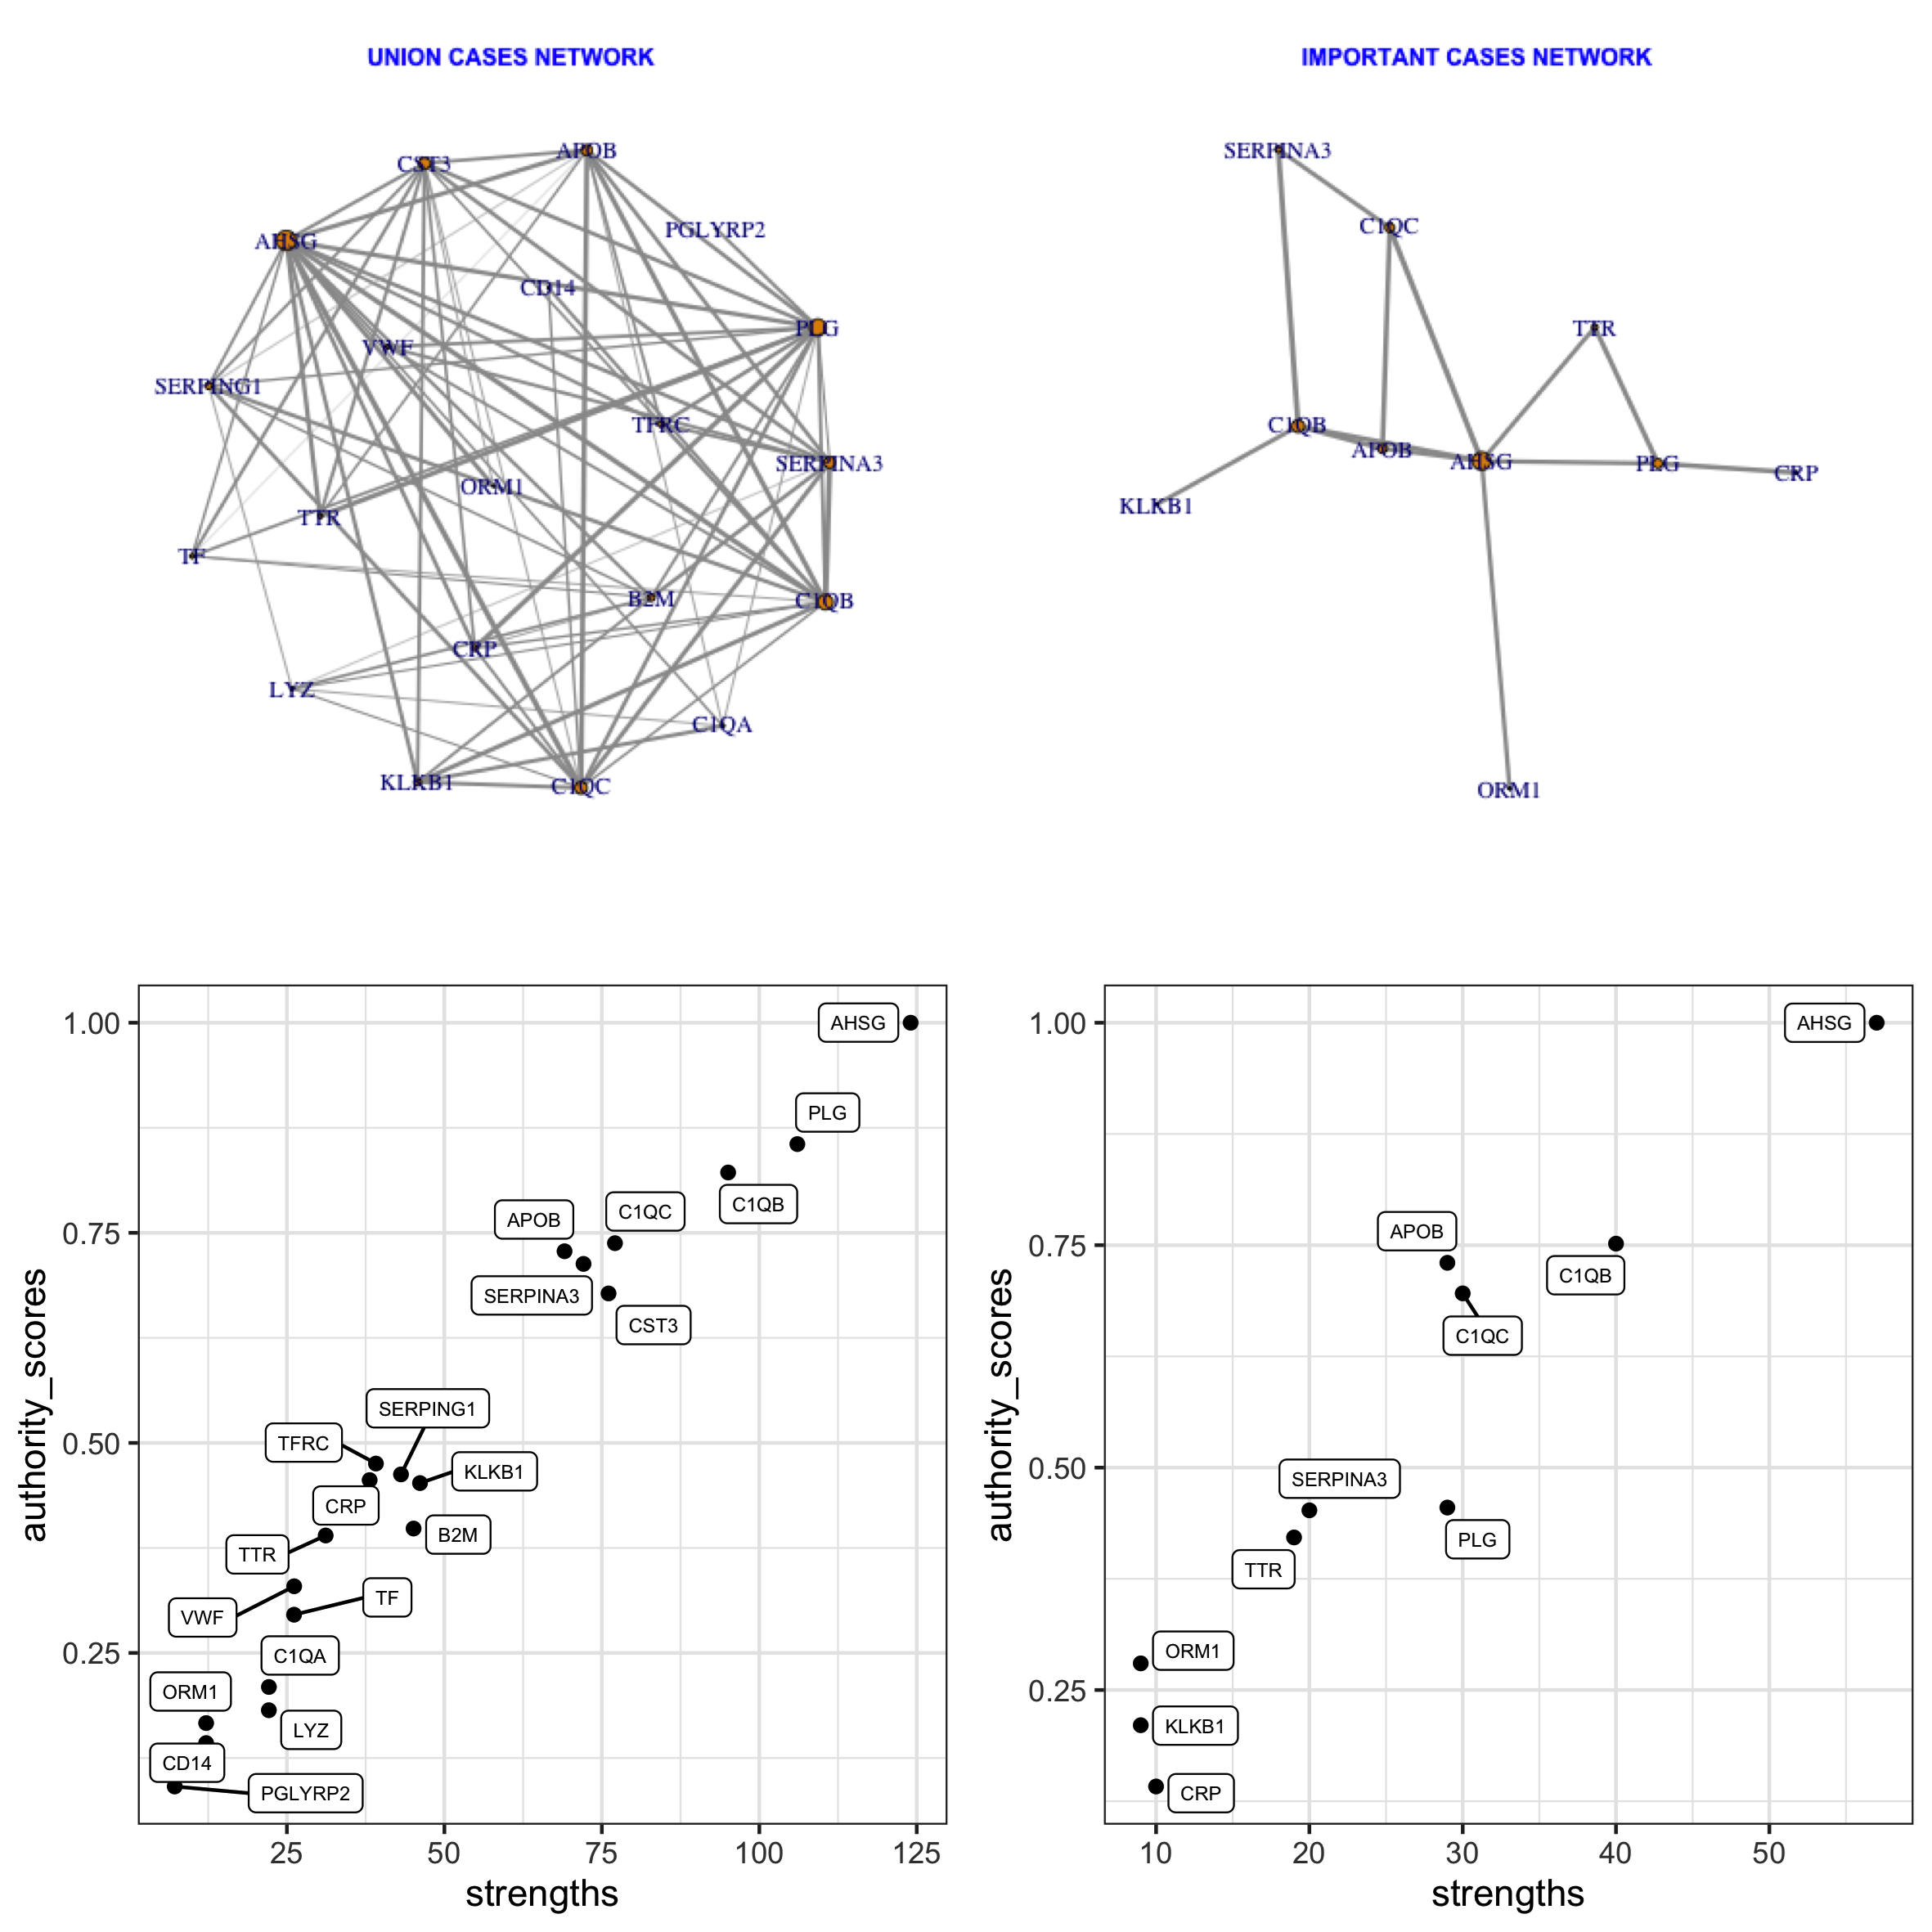 UNION CASES NETWORK
IMPORTANT CASES NETWORK
CST3
APOB
PGLYRP2
AHSG
CD14
PLG
VWF
SERPING1
TFRC
SERPINA3
ORM1
TTR
TF
B2M
C1QB
CRP
LYZ
C1QA
KLKB1
C1QC
SERPINA3
C1QC
TTR
C1QB
APOB
AHSG
PLG
CRP
KLKB1
ORM1
authority_scores
1.00
0.75
0.50
0.25
AHSG
PLG
C1QB
C1QC
APOB
SERPINA3
CST3
SERPING1
TFRC
KLKB1
CRP
B2M
TTR
TF
VWF
C1QA
ORM1
LYZ
CD14
PGLYRP2
25 50 75 100 125
strengths
authority_scores
1.00
0.75
0.50
0.25
AHSG
APOB
C1QB
C1QC
SERPINA3
PLG
TTR
ORM1
KLKB1
CRP
10 20 30 40 50
strengths